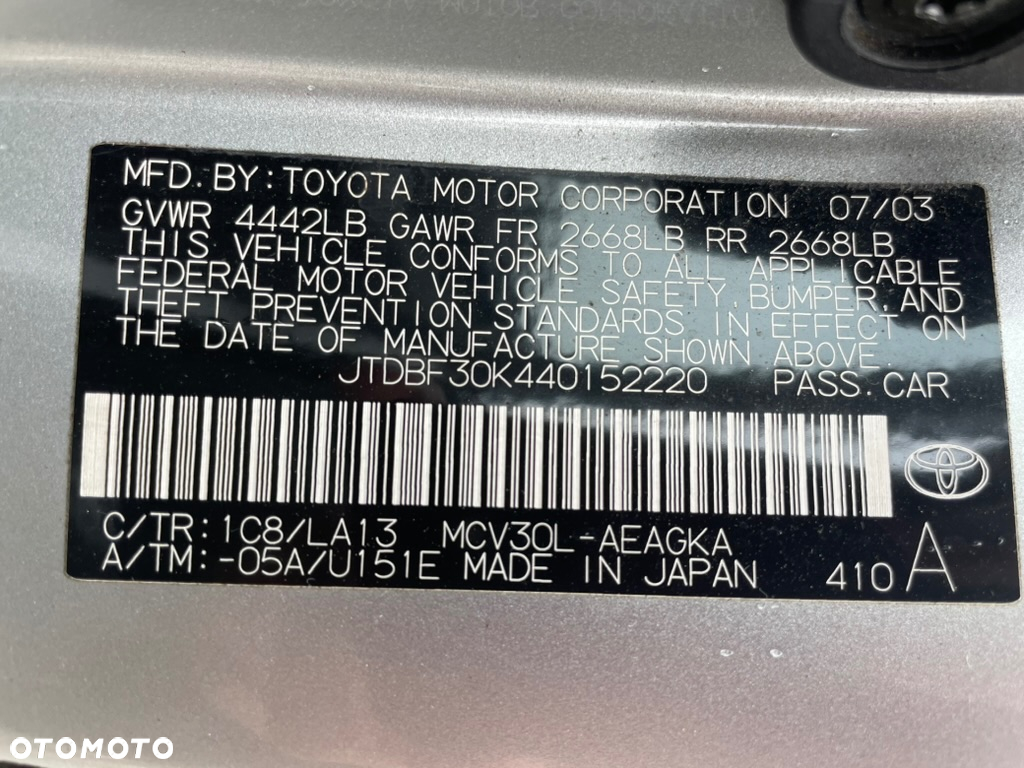 MFD. BY: TOYOTA MOTOR CORPORATION 07/03
GVWR 4442LB GAWR FR 2668LB RR 2668LB
THIS VEHICLE CONFORMS TO ALL APPLICABLE
FEDERAL MOTOR VEHICLE SAFETY, BUMPER, AND
THEFT PREVENTION STANDARDS IN EFFECT ON
THE DATE OF MANUFACTURE SHOWN ABOVE.
JTDBF30K440152220 PASS. CAR
C/TR: 1C8/LA13 MCV30L-AEAGKA
A/TM: -05A/U151E MADE IN JAPAN 410 A
OTOMOTO